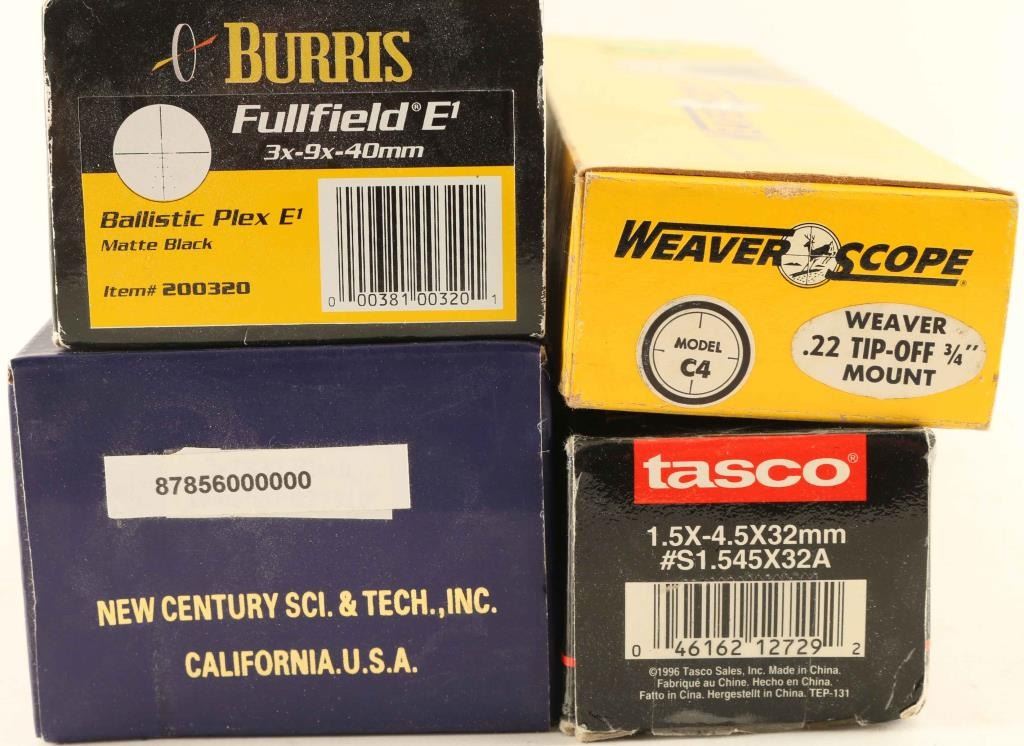 BURRIS
Fullfield® E1
3x-9x-40mm
Ballistic Plex E1
Matte Black
Item# 200320
0 00381 00320 1
WEAVER SCOPE®
MODEL
C4
WEAVER
.22 TIP-OFF 3/4"
MOUNT
87856000000
NEW CENTURY SCI. & TECH.,INC.
CALIFORNIA.U.S.A.
tasco®
1.5X-4.5X32mm
#S1.545X32A
0 46162 12729 2
©1996 Tasco Sales, Inc. Made in China.
Fabriqué au Chine. Hecho en China.
Fatto in Cina. Hergestellt in China. TEP-131